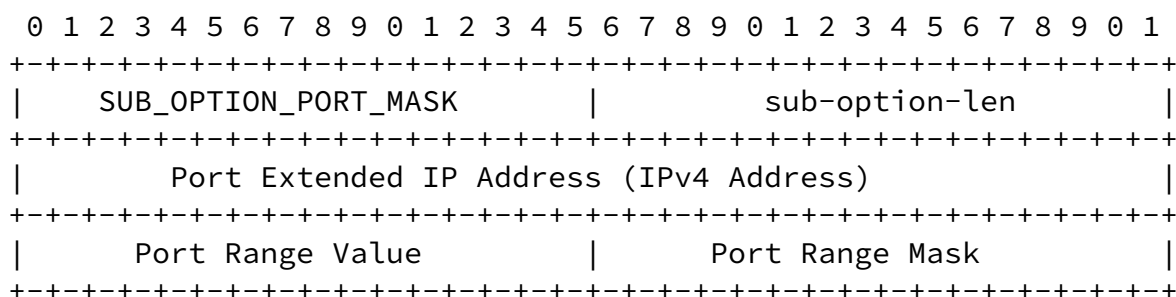 0 1 2 3 4 5 6 7 8 9 0 1 2 3 4 5 6 7 8 9 0 1 2 3 4 5 6 7 8 9 0 1
+-+-+-+-+-+-+-+-+-+-+-+-+-+-+-+-+-+-+-+-+-+-+-+-+-+-+-+-+-+-+-+-+
|    SUB_OPTION_PORT_MASK       |         sub-option-len        |
+-+-+-+-+-+-+-+-+-+-+-+-+-+-+-+-+-+-+-+-+-+-+-+-+-+-+-+-+-+-+-+-+
|        Port Extended IP Address (IPv4 Address)                |
+-+-+-+-+-+-+-+-+-+-+-+-+-+-+-+-+-+-+-+-+-+-+-+-+-+-+-+-+-+-+-+-+
|      Port Range Value         |      Port Range Mask          |
+-+-+-+-+-+-+-+-+-+-+-+-+-+-+-+-+-+-+-+-+-+-+-+-+-+-+-+-+-+-+-+-+